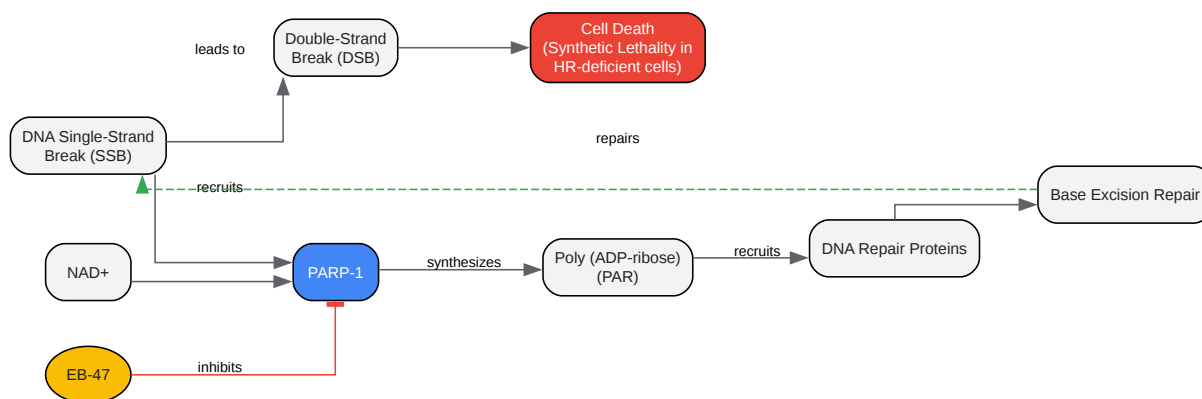 leads to
Double-Strand
Break (DSB)
Cell Death
(Synthetic Lethality in
HR-deficient cells)
DNA Single-Strand
Break (SSB)
repairs
recruits
Base Excision Repair
NAD+
PARP-1
synthesizes
Poly (ADP-ribose)
(PAR)
recruits
DNA Repair Proteins
EB-47
inhibits